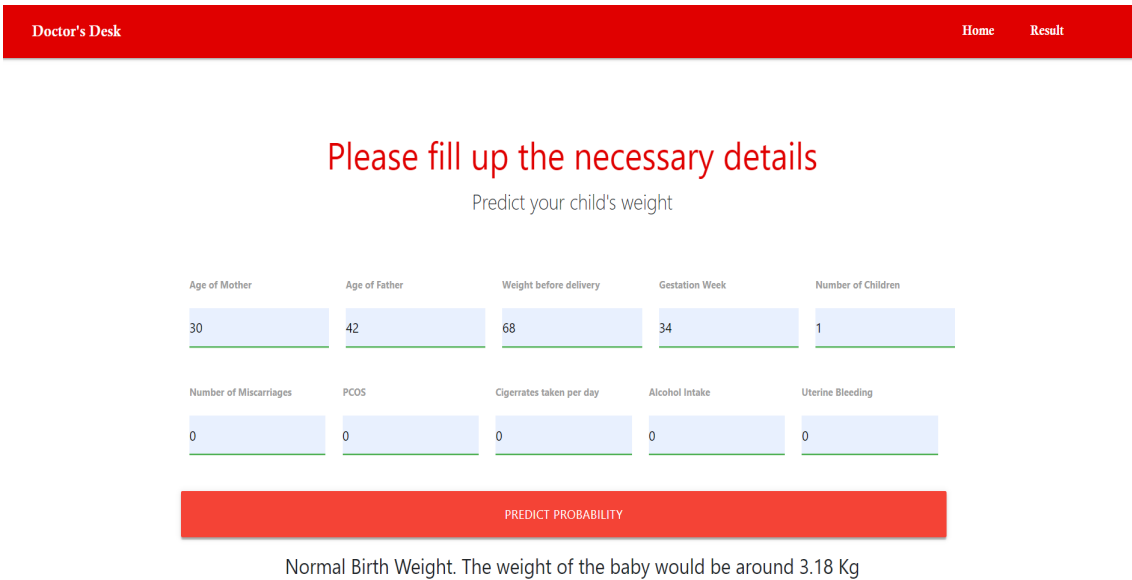 Doctor's Desk Home Result
Please fill up the necessary details
Predict your child's weight
Age of Mother Age of Father Weight before delivery Gestation Week Number of Children
30 42 68 34 1
Number of Miscarriages PCOS Cigerrates taken per day Alcohol Intake Uterine Bleeding
0 0 0 0 0
PREDICT PROBABILITY
Normal Birth Weight. The weight of the baby would be around 3.18 Kg